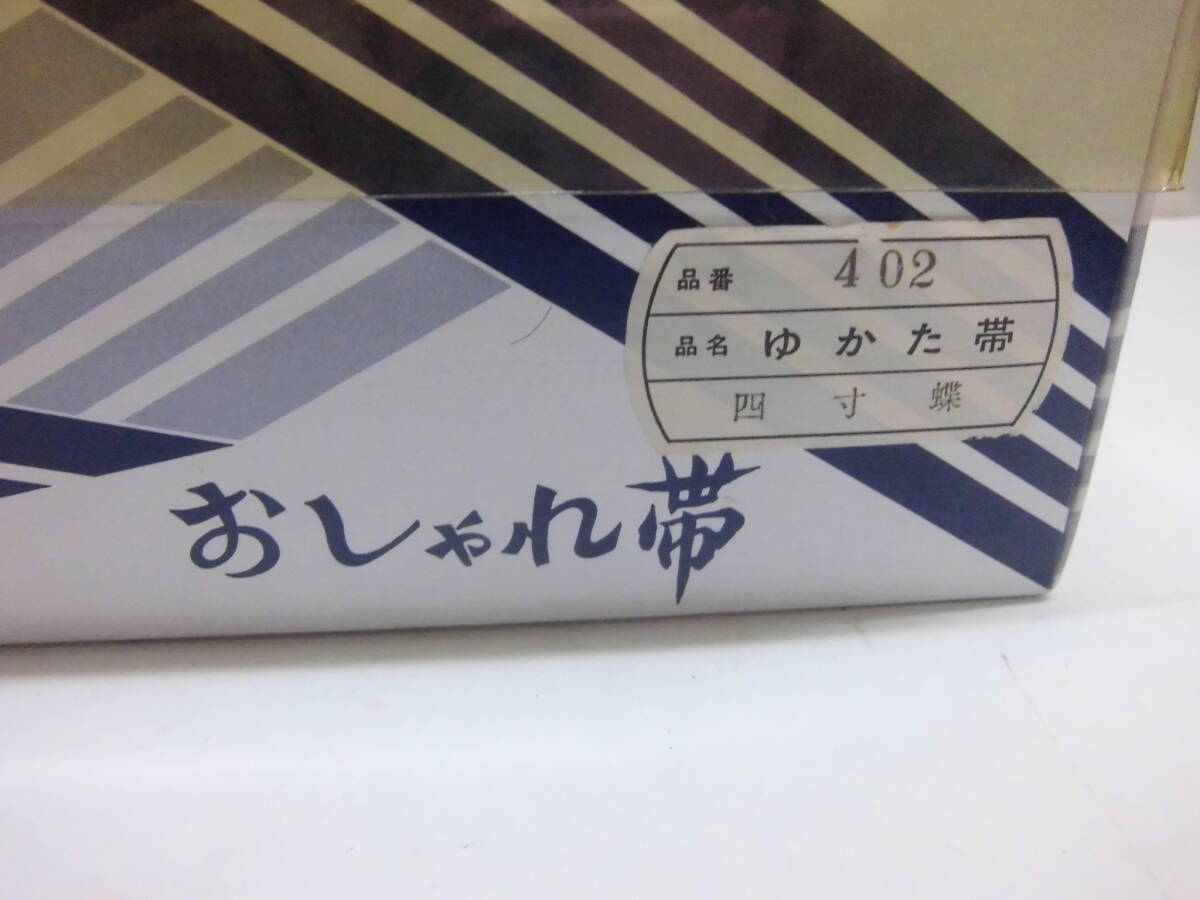 品番 402
品名 ゆかた帯
四寸蝶
おしゃれ帯